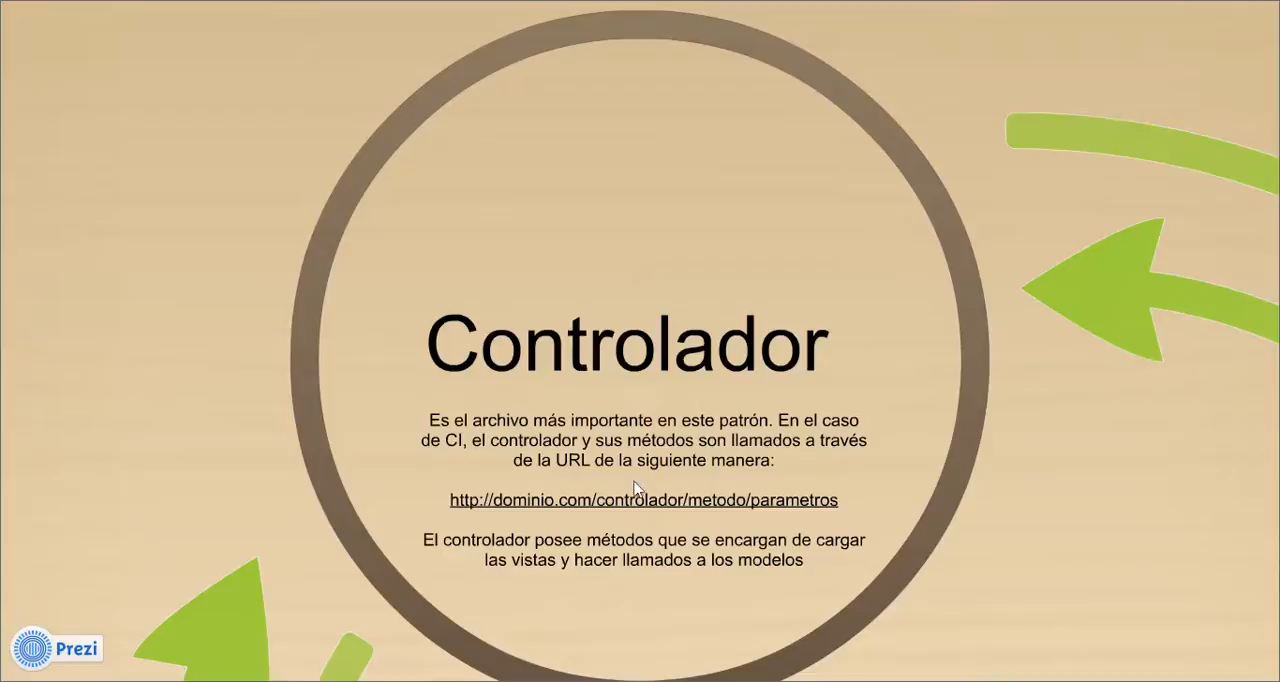 Controlador
Es el archivo más importante en este patrón. En el caso
de CI, el controlador y sus métodos son llamados a través
de la URL de la siguiente manera:
http://dominio.com/controlador/metodo/parametros
El controlador posee métodos que se encargan de cargar
las vistas y hacer llamados a los modelos
Prezi